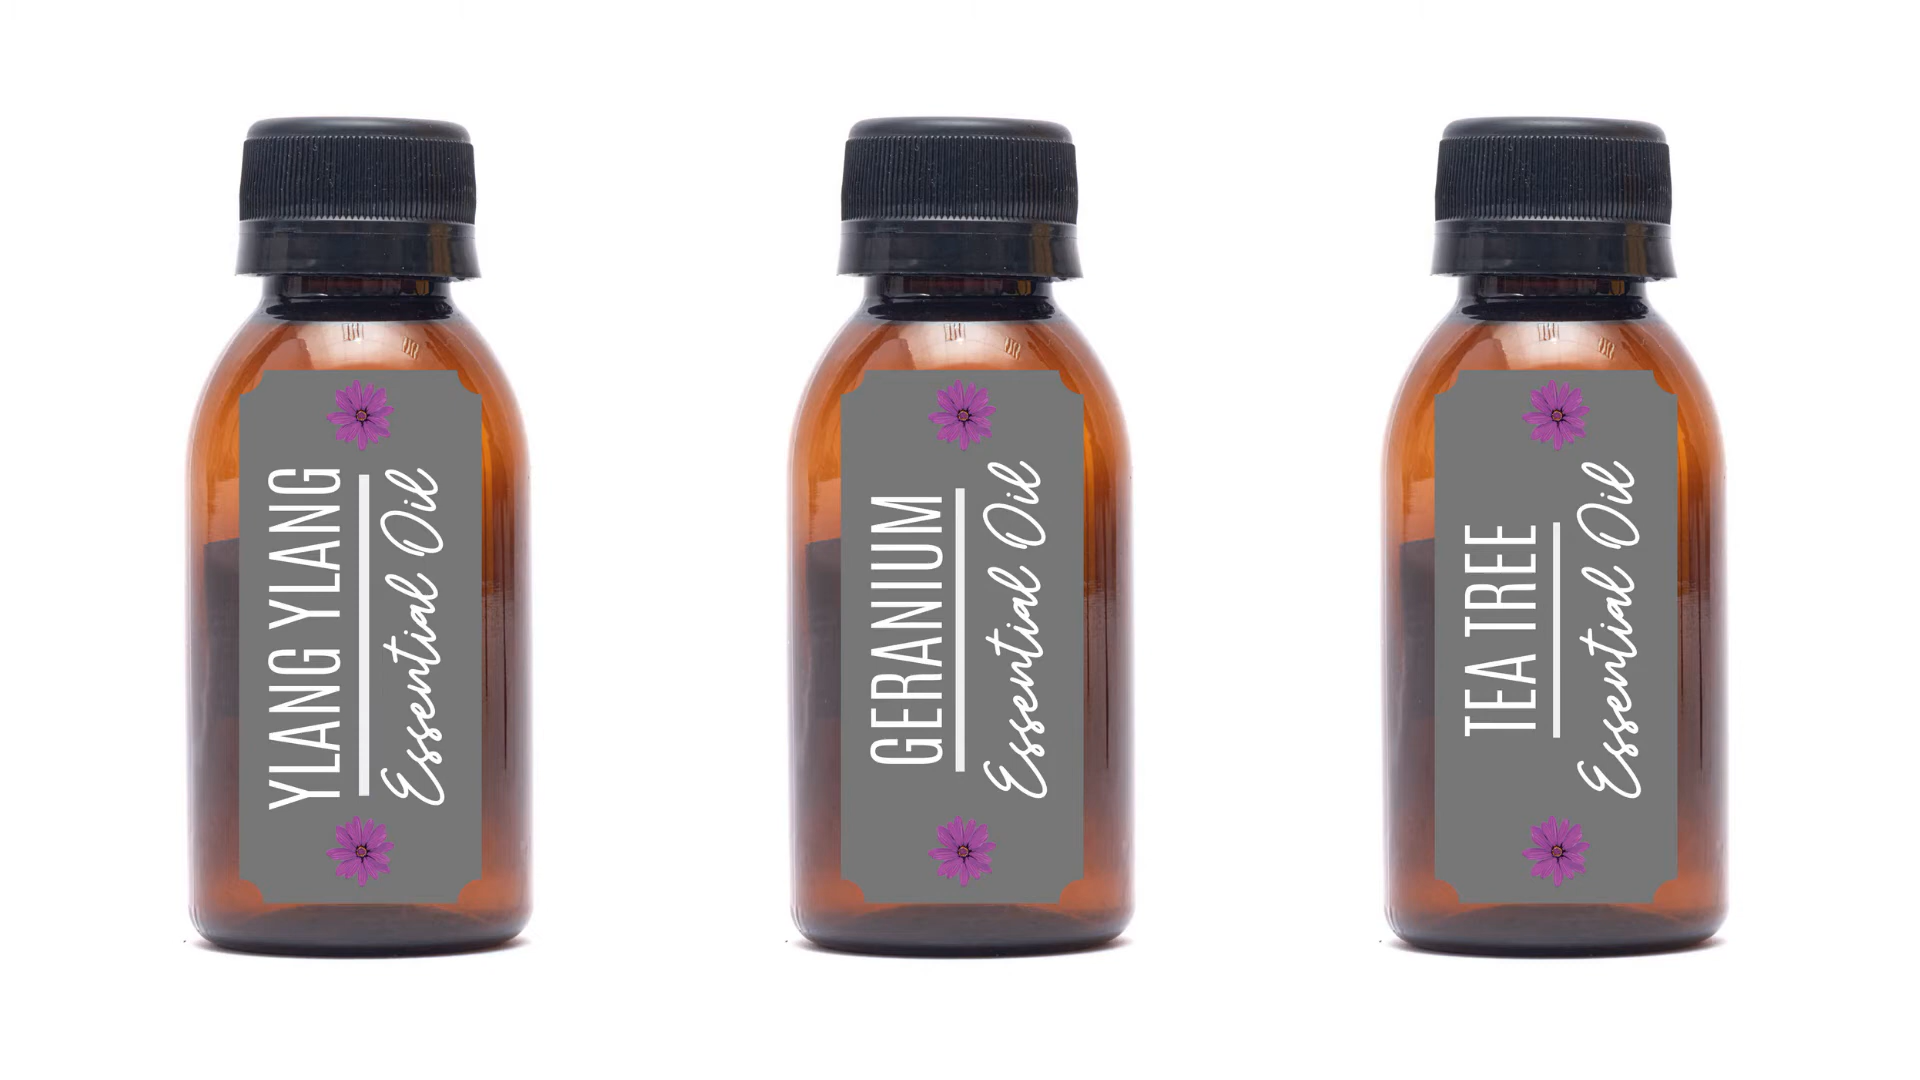 YLANG YLANG
Essential Oil
GERANIUM
Essential Oil
TEA TREE
Essential Oil